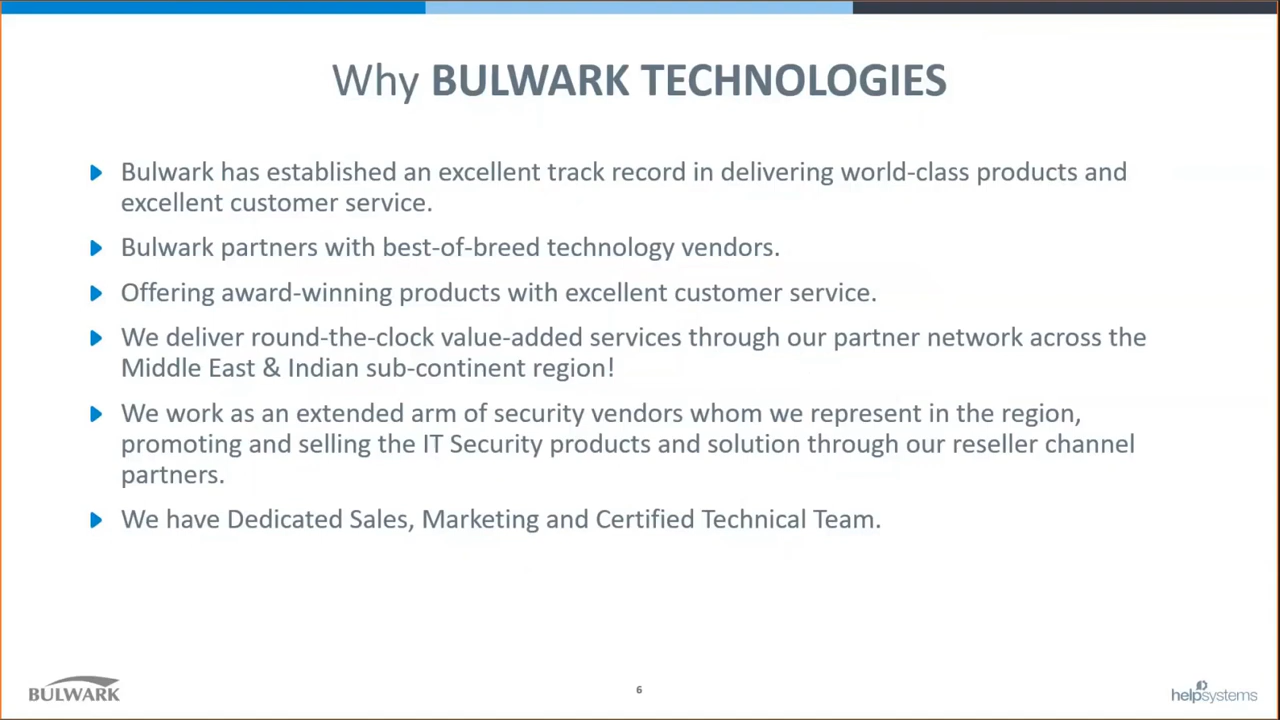 Why BULWARK TECHNOLOGIES
Bulwark has established an excellent track record in delivering world-class products and
excellent customer service.
Bulwark partners with best-of-breed technology vendors.
Offering award-winning products with excellent customer service.
We deliver round-the-clock value-added services through our partner network across the
Middle East & Indian sub-continent region!
We work as an extended arm of security vendors whom we represent in the region,
promoting and selling the IT Security products and solution through our reseller channel
partners.
We have Dedicated Sales, Marketing and Certified Technical Team.
BULWARK
6
helpsystems